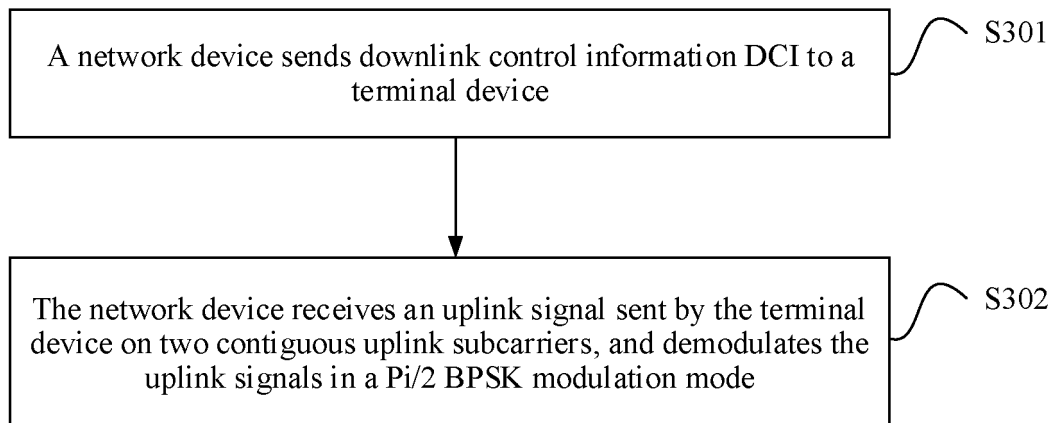 A network device sends downlink control information DCI to a
terminal device
S301
The network device receives an uplink signal sent by the terminal
device on two contiguous uplink subcarriers, and demodulates the
uplink signals in a Pi/2 BPSK modulation mode
S302